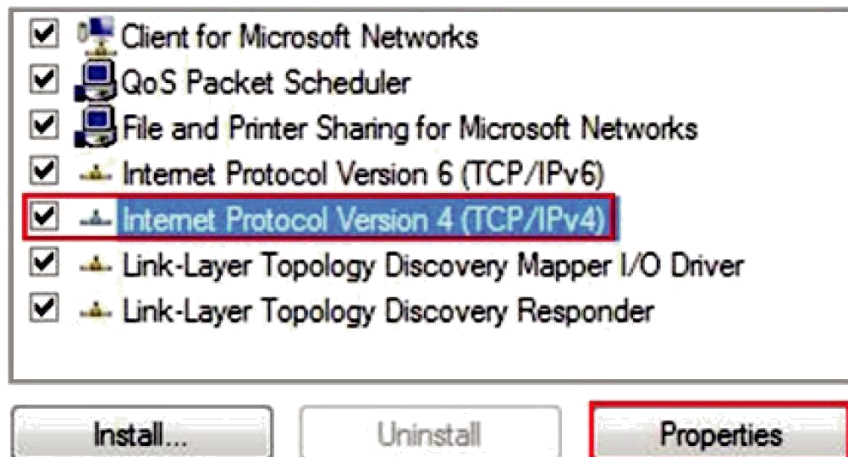 Client for Microsoft Networks
QoS Packet Scheduler
File and Printer Sharing for Microsoft Networks
Internet Protocol Version 6 (TCP/IPv6)
Internet Protocol Version 4 (TCP/IPv4)
Link-Layer Topology Discovery Mapper I/O Driver
Link-Layer Topology Discovery Responder
Install... Uninstall Properties